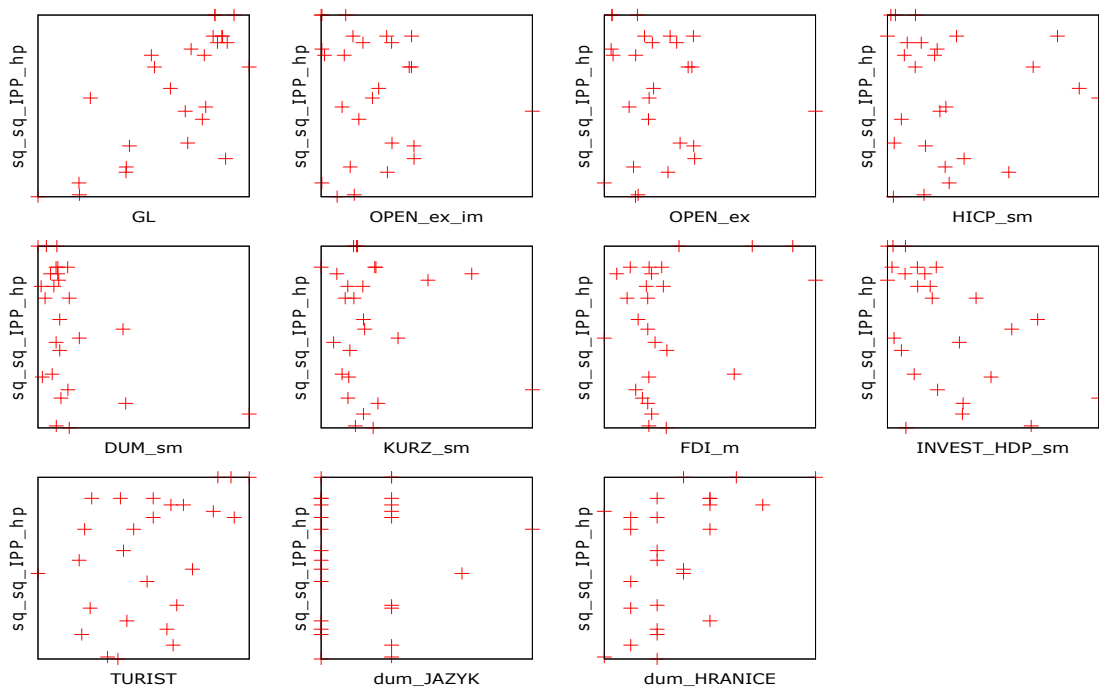 sq_sq_IPP_hp
GL
sq_sq_IPP_hp
OPEN_ex_im
sq_sq_IPP_hp
OPEN_ex
sq_sq_IPP_hp
HICP_sm
sq_sq_IPP_hp
DUM_sm
sq_sq_IPP_hp
KURZ_sm
sq_sq_IPP_hp
FDI_m
sq_sq_IPP_hp
INVEST_HDP_sm
sq_sq_IPP_hp
TURIST
sq_sq_IPP_hp
dum_JAZYK
sq_sq_IPP_hp
dum_HRANICE